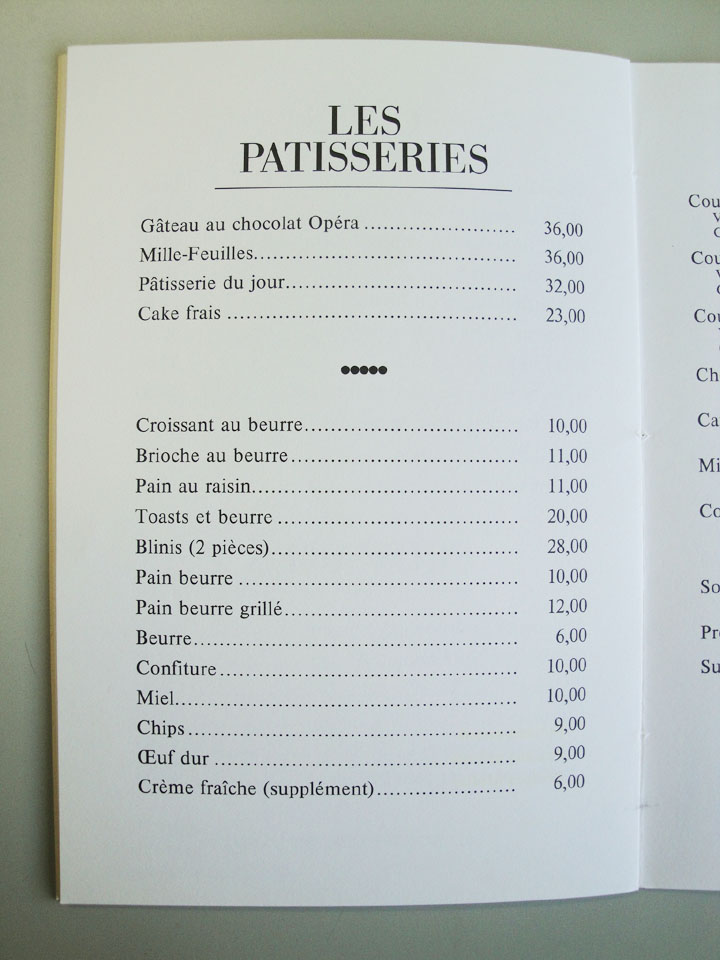 LES
PATISSERIES
Gâteau au chocolat Opéra ........................ 36,00
Mille-Feuilles........................................ 36,00
Pâtisserie du jour................................... 32,00
Cake frais ............................................ 23,00
●●●●●
Croissant au beurre................................. 10,00
Brioche au beurre................................... 11,00
Pain au raisin......................................... 11,00
Toasts et beurre ..................................... 20,00
Blinis (2 pièces)...................................... 28,00
Pain beurre ........................................... 10,00
Pain beurre grillé.................................... 12,00
Beurre.................................................. 6,00
Confiture .............................................. 10,00
Miel..................................................... 10,00
Chips ................................................... 9,00
Œuf dur ............................................... 9,00
Crème fraîche (supplément)...................... 6,00